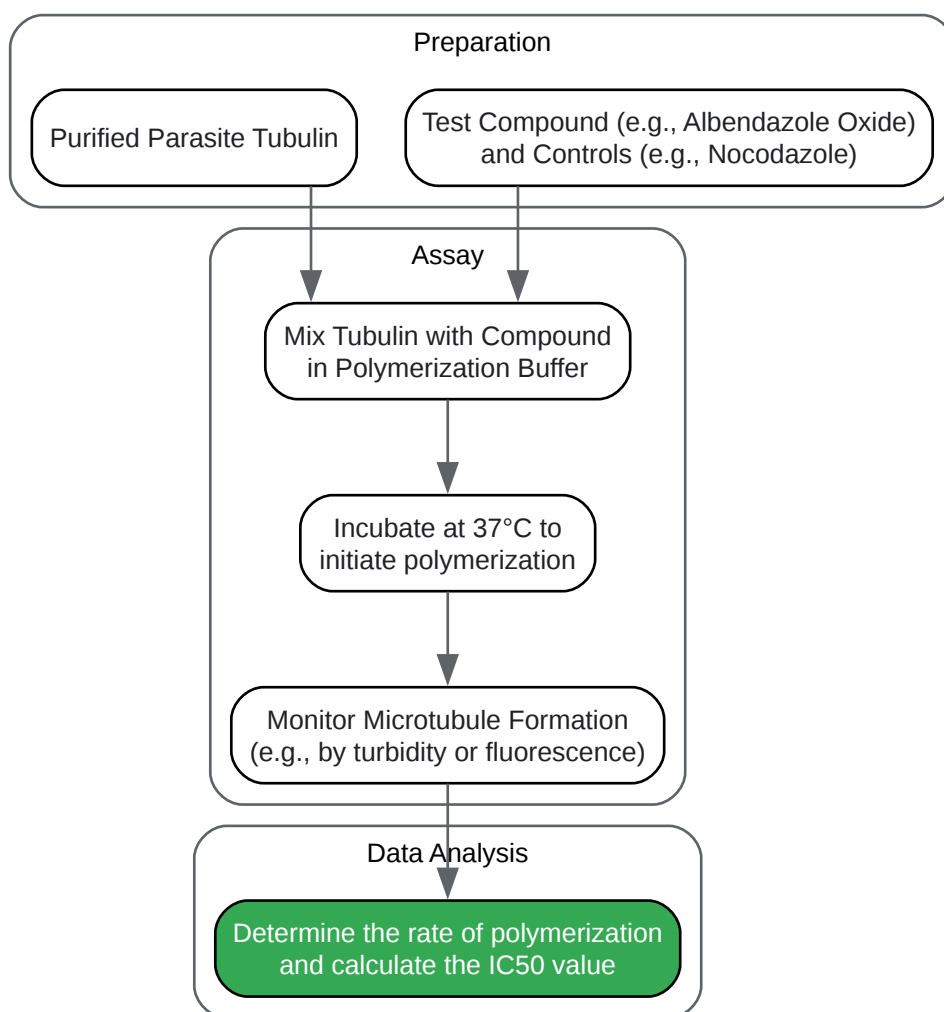 Preparation
Purified Parasite Tubulin
Test Compound (e.g., Albendazole Oxide)
and Controls (e.g., Nocodazole)
Assay
Mix Tubulin with Compound
in Polymerization Buffer
Incubate at 37°C to
initiate polymerization
Monitor Microtubule Formation
(e.g., by turbidity or fluorescence)
Data Analysis
Determine the rate of polymerization
and calculate the IC50 value